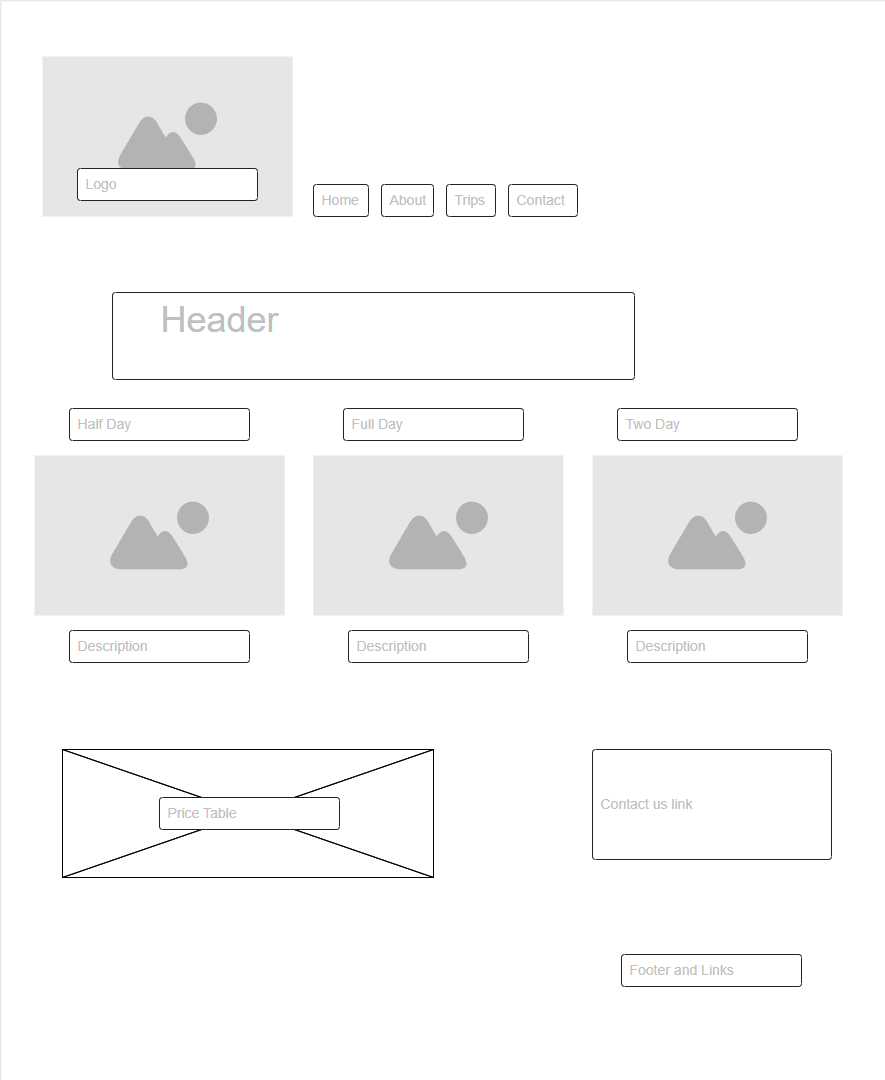 Logo
Home
About
Trips
Contact
Header
Half Day
Full Day
Two Day
Description
Description
Description
Price Table
Contact us link
Footer and Links